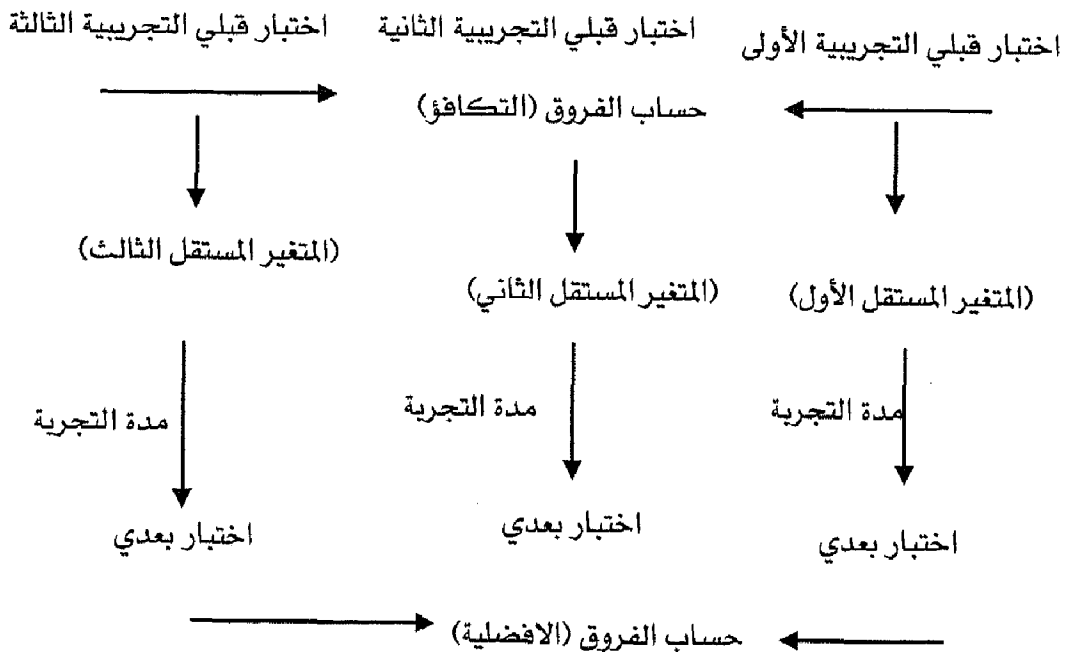 اختبار قبلي التجريبية الأولى
اختبار قبلي التجريبية الثانية
اختبار قبلي التجريبية الثالثة
حساب الفروق (التكافؤ)
(المتغير المستقل الأول)
(المتغير المستقل الثاني)
(المتغير المستقل الثالث)
مدة التجربة
مدة التجربة
مدة التجربة
اختبار بعدي
اختبار بعدي
اختبار بعدي
حساب الفروق (الافضلية)